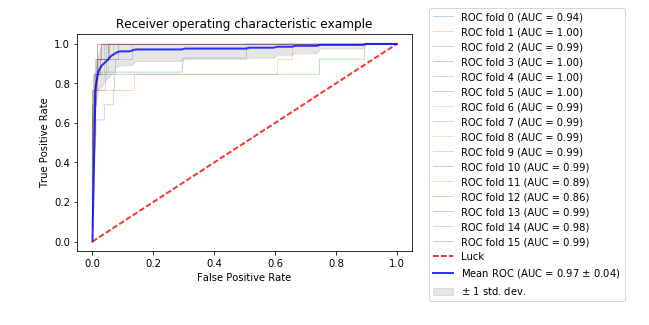 Receiver operating characteristic example
True Positive Rate
1.0
0.8
0.6
0.4
0.2
0.0
0.0 0.2 0.4 0.6 0.8 1.0
False Positive Rate
ROC fold 0 (AUC = 0.94)
ROC fold 1 (AUC = 1.00)
ROC fold 2 (AUC = 0.99)
ROC fold 3 (AUC = 1.00)
ROC fold 4 (AUC = 1.00)
ROC fold 5 (AUC = 1.00)
ROC fold 6 (AUC = 0.99)
ROC fold 7 (AUC = 0.99)
ROC fold 8 (AUC = 0.99)
ROC fold 9 (AUC = 0.99)
ROC fold 10 (AUC = 0.99)
ROC fold 11 (AUC = 0.89)
ROC fold 12 (AUC = 0.86)
ROC fold 13 (AUC = 0.99)
ROC fold 14 (AUC = 0.98)
ROC fold 15 (AUC = 0.99)
Luck
Mean ROC (AUC = 0.97 ± 0.04)
± 1 std. dev.